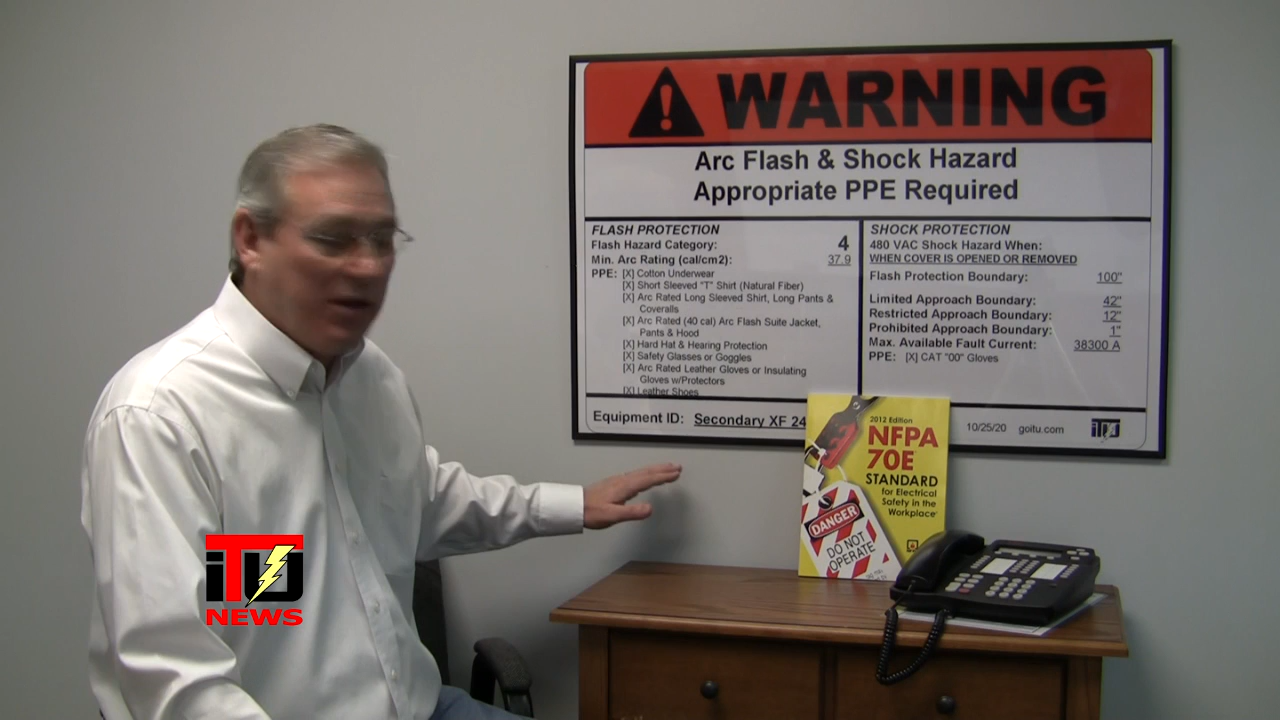 WARNING
Arc Flash & Shock Hazard
Appropriate PPE Required
FLASH PROTECTION
Flash Hazard Category: 4
Min. Arc Rating (cal/cm2): 37.9
PPE: [X] Cotton Underwear
[X] Short Sleeved "T" Shirt (Natural Fiber)
[X] Arc Rated Long Sleeved Shirt, Long Pants &
Coveralls
[X] Arc Rated (40 cal) Arc Flash Suite Jacket,
Pants & Hood
[X] Hard Hat & Hearing Protection
[X] Safety Glasses or Goggles
[X] Arc Rated Leather Gloves or Insulating
Gloves w/Protectors
[X] Leather Shoes
SHOCK PROTECTION
480 VAC Shock Hazard When:
WHEN COVER IS OPENED OR REMOVED
Flash Protection Boundary: 100"
Limited Approach Boundary: 42"
Restricted Approach Boundary: 12"
Prohibited Approach Boundary: 1"
Max. Available Fault Current: 38300 A
PPE: [X] CAT "00" Gloves
Equipment ID: Secondary XF 24
10/25/20 goitu.com iTU
2012 Edition
NFPA
70E
STANDARD
for Electrical
Safety in the
Workplace
DANGER
DO NOT
OPERATE
iTU
NEWS